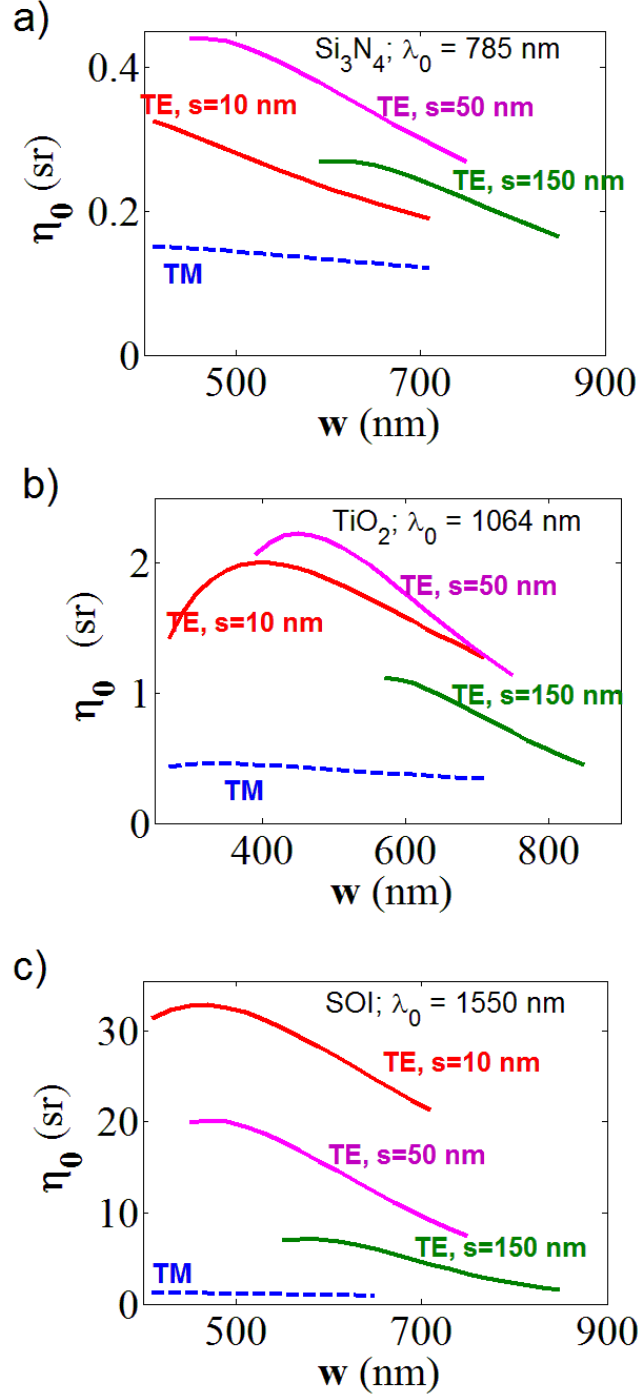 a)
Si₃N₄; λ₀ = 785 nm
0.4
TE, s=50 nm
TE, s=10 nm
TE, s=150 nm
0.2
η₀ (sr)
TM
0
500 700 900
w (nm)
b)
TiO₂; λ₀ = 1064 nm
2
TE, s=50 nm
TE, s=10 nm
η₀ (sr)
1
TE, s=150 nm
TM
0
400 600 800
w (nm)
c)
SOI; λ₀ = 1550 nm
30
TE, s=10 nm
η₀ (sr)
20
TE, s=50 nm
10
TE, s=150 nm
TM
0
500 700 900
w (nm)